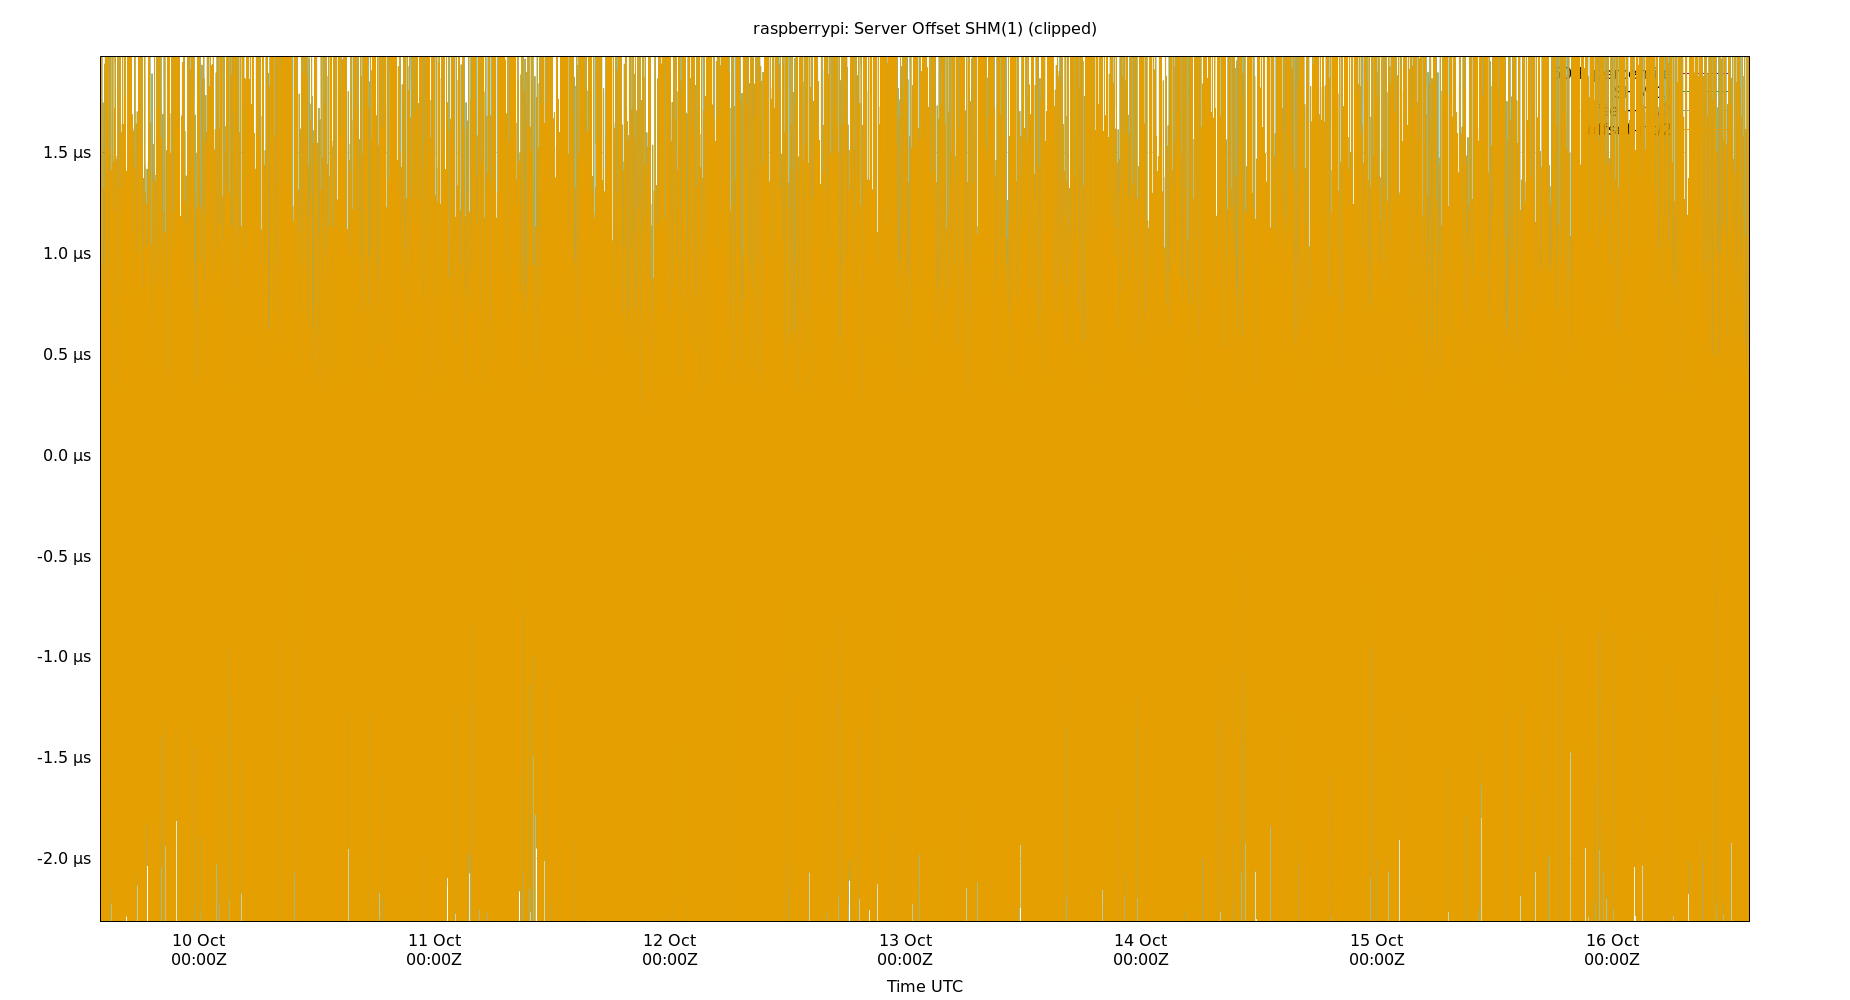 raspberrypi: Server Offset SHM(1) (clipped)
1.5 µs
1.0 µs
0.5 µs
0.0 µs
-0.5 µs
-1.0 µs
-1.5 µs
-2.0 µs
10 Oct 11 Oct 12 Oct 13 Oct 14 Oct 15 Oct 16 Oct
00:00Z 00:00Z 00:00Z 00:00Z 00:00Z 00:00Z 00:00Z
Time UTC